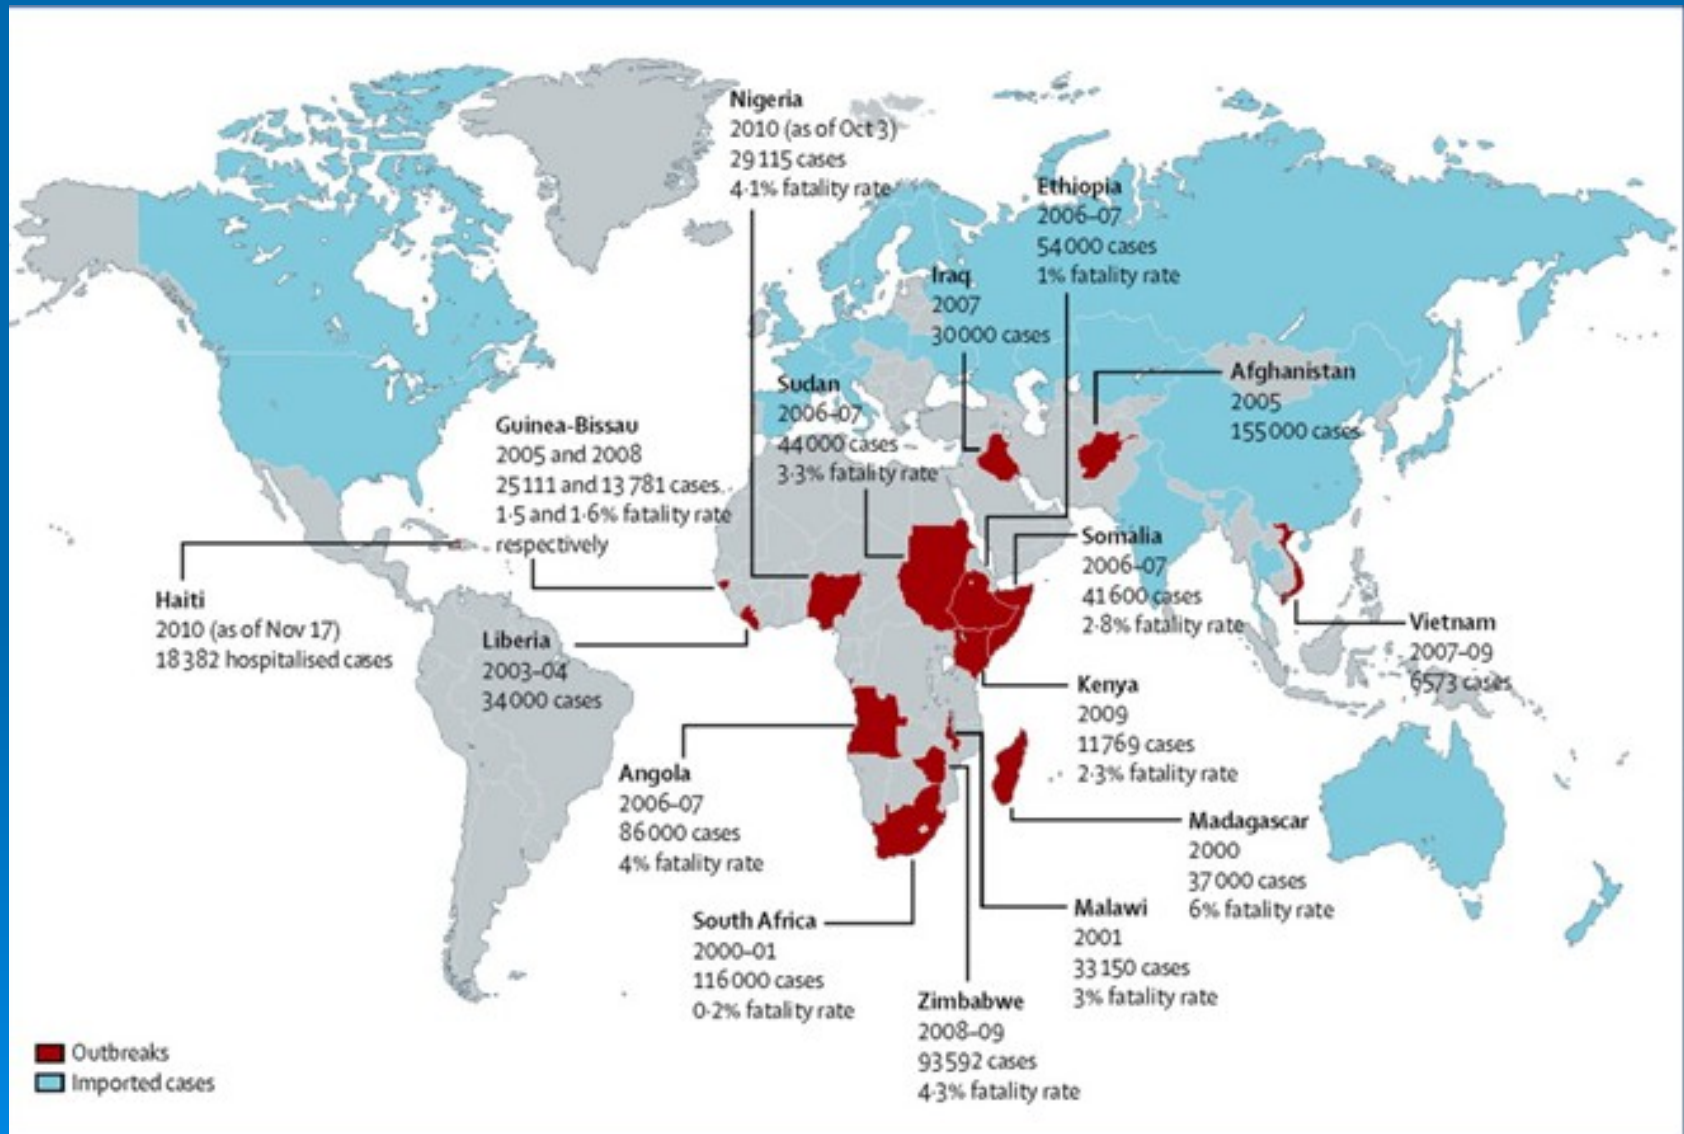 Nigeria
2010 (as of Oct 3)
29 115 cases
4·1% fatality rate
Ethiopia
2006–07
54 000 cases
1% fatality rate
Iraq
2007
30 000 cases
Afghanistan
2005
155 000 cases
Sudan
2006–07
44 000 cases
3·3% fatality rate
Guinea-Bissau
2005 and 2008
25 111 and 13 781 cases
1·5 and 1·6% fatality rate
respectively
Somalia
2006–07
41 600 cases
2·8% fatality rate
Haiti
2010 (as of Nov 17)
18 382 hospitalised cases
Liberia
2003–04
34 000 cases
Vietnam
2007–09
6573 cases
Kenya
2009
11 769 cases
2·3% fatality rate
Angola
2006–07
86 000 cases
4% fatality rate
Madagascar
2000
37 000 cases
6% fatality rate
Malawi
2001
33 150 cases
3% fatality rate
South Africa
2000–01
116 000 cases
0·2% fatality rate
Zimbabwe
2008–09
93 592 cases
4·3% fatality rate
Outbreaks
Imported cases